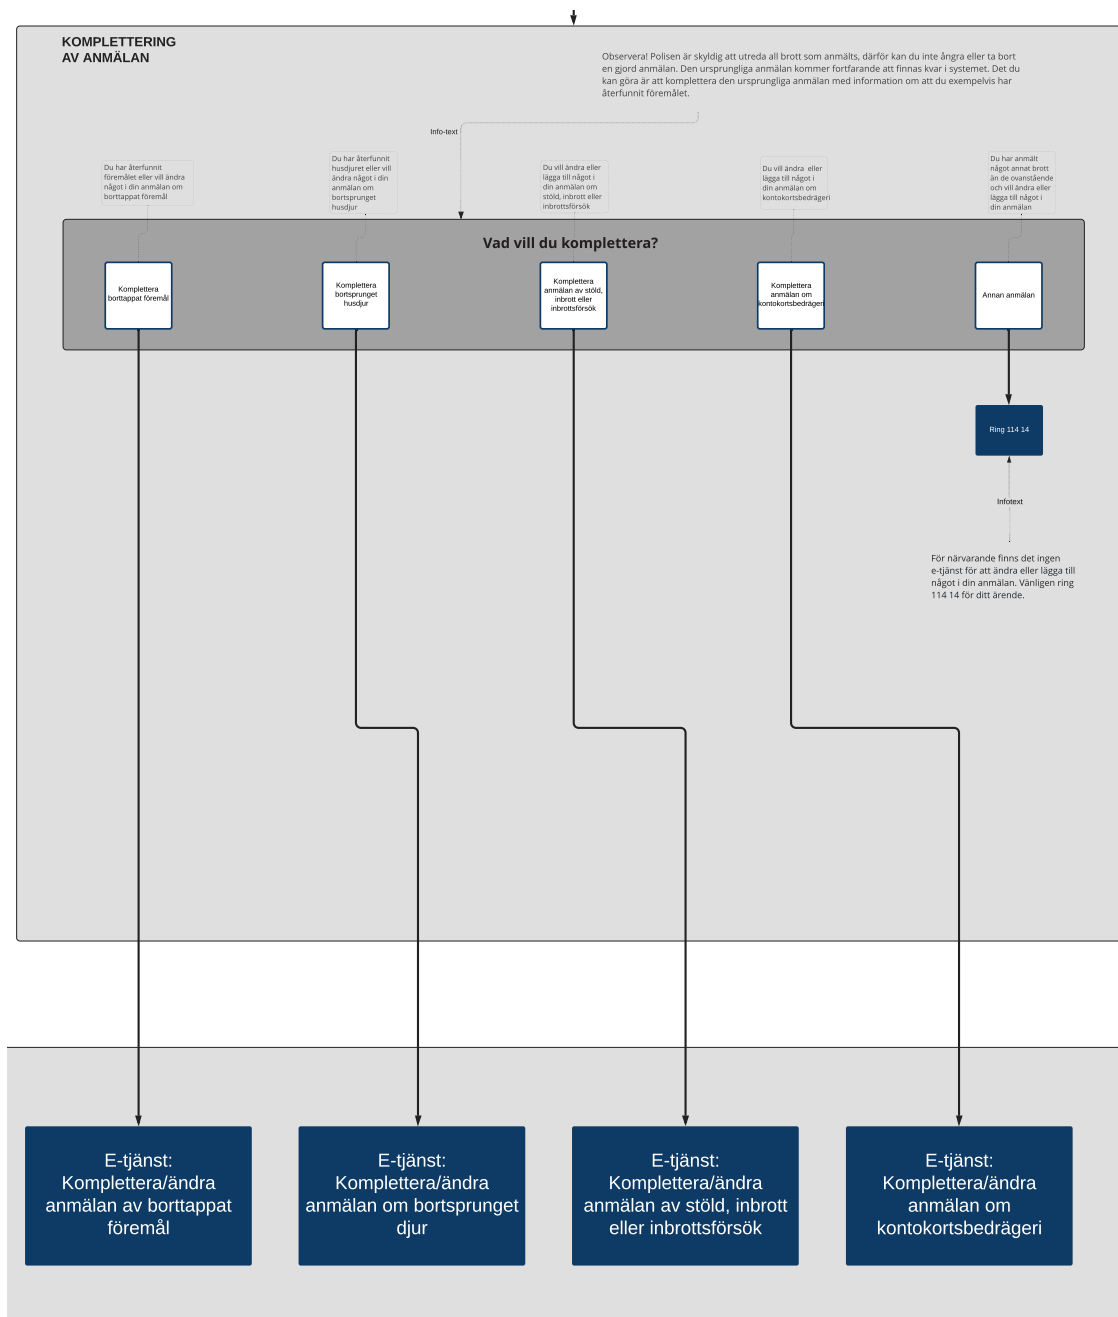 KOMPLETTERING
AV ANMÄLAN
Observera! Polisen är skyldig att utreda all brott som anmälts, därför kan du inte ångra eller ta bort
en gjord anmälan. Den ursprungliga anmälan kommer fortfarande att finnas kvar i systemet. Det du
kan göra är att komplettera den ursprungliga anmälan med information om att du exempelvis har
återfunnit föremålet.
Info-text
Du har återfunnit
föremålet eller vill ändra
något i din anmälan om
borttappat föremål
Du har återfunnit
husdjuret eller vill
ändra något i din
anmälan om
bortsprunget
husdjur
Du vill ändra eller
lägga till något i
din anmälan om
stöld, inbrott eller
inbrottsförsök
Du vill ändra eller
lägga till något i
din anmälan om
kontokortsbedrägeri
Du har anmält
något annat brott
än de ovanstående
och vill ändra eller
lägga till något i
din anmälan
Vad vill du komplettera?
Komplettera
borttappat föremål
Komplettera
bortsprunget
husdjur
Komplettera
anmälan av stöld,
inbrott eller
inbrottsförsök
Komplettera
anmälan om
kontokortsbedrägeri
Annan anmälan
Ring 114 14
Infotext
För närvarande finns det ingen
e-tjänst för att ändra eller lägga till
något i din anmälan. Vänligen ring
114 14 för ditt ärende.
E-tjänst:
Komplettera/ändra
anmälan av borttappat
föremål
E-tjänst:
Komplettera/ändra
anmälan om bortsprunget
djur
E-tjänst:
Komplettera/ändra
anmälan av stöld, inbrott
eller inbrottsförsök
E-tjänst:
Komplettera/ändra
anmälan om
kontokortsbedrägeri